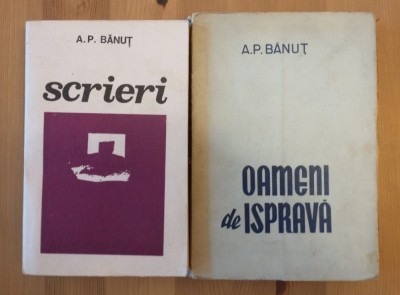 A.P. BĂNUȚ
scrieri
A.P. BĂNUȚ
OAMENI
de ISPRAVĂ